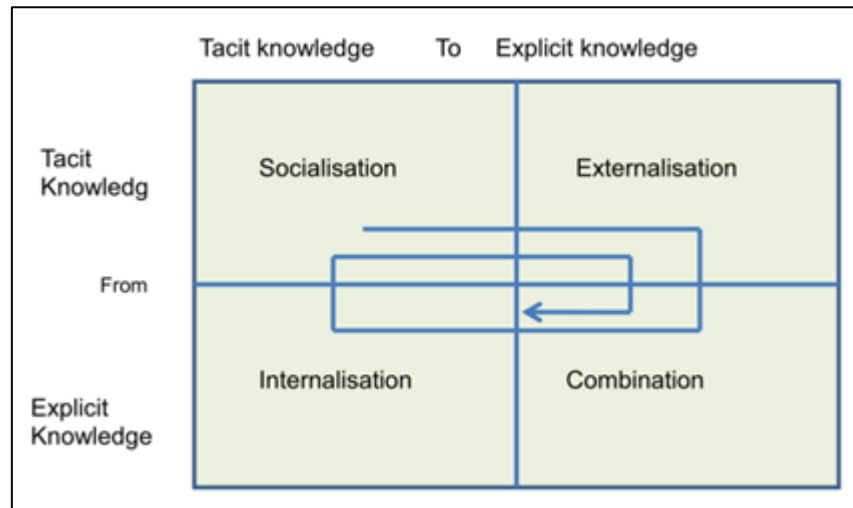 Tacit knowledge To Explicit knowledge
Tacit
Knowledg
Socialisation Externalisation
From
Internalisation Combination
Explicit
Knowledge